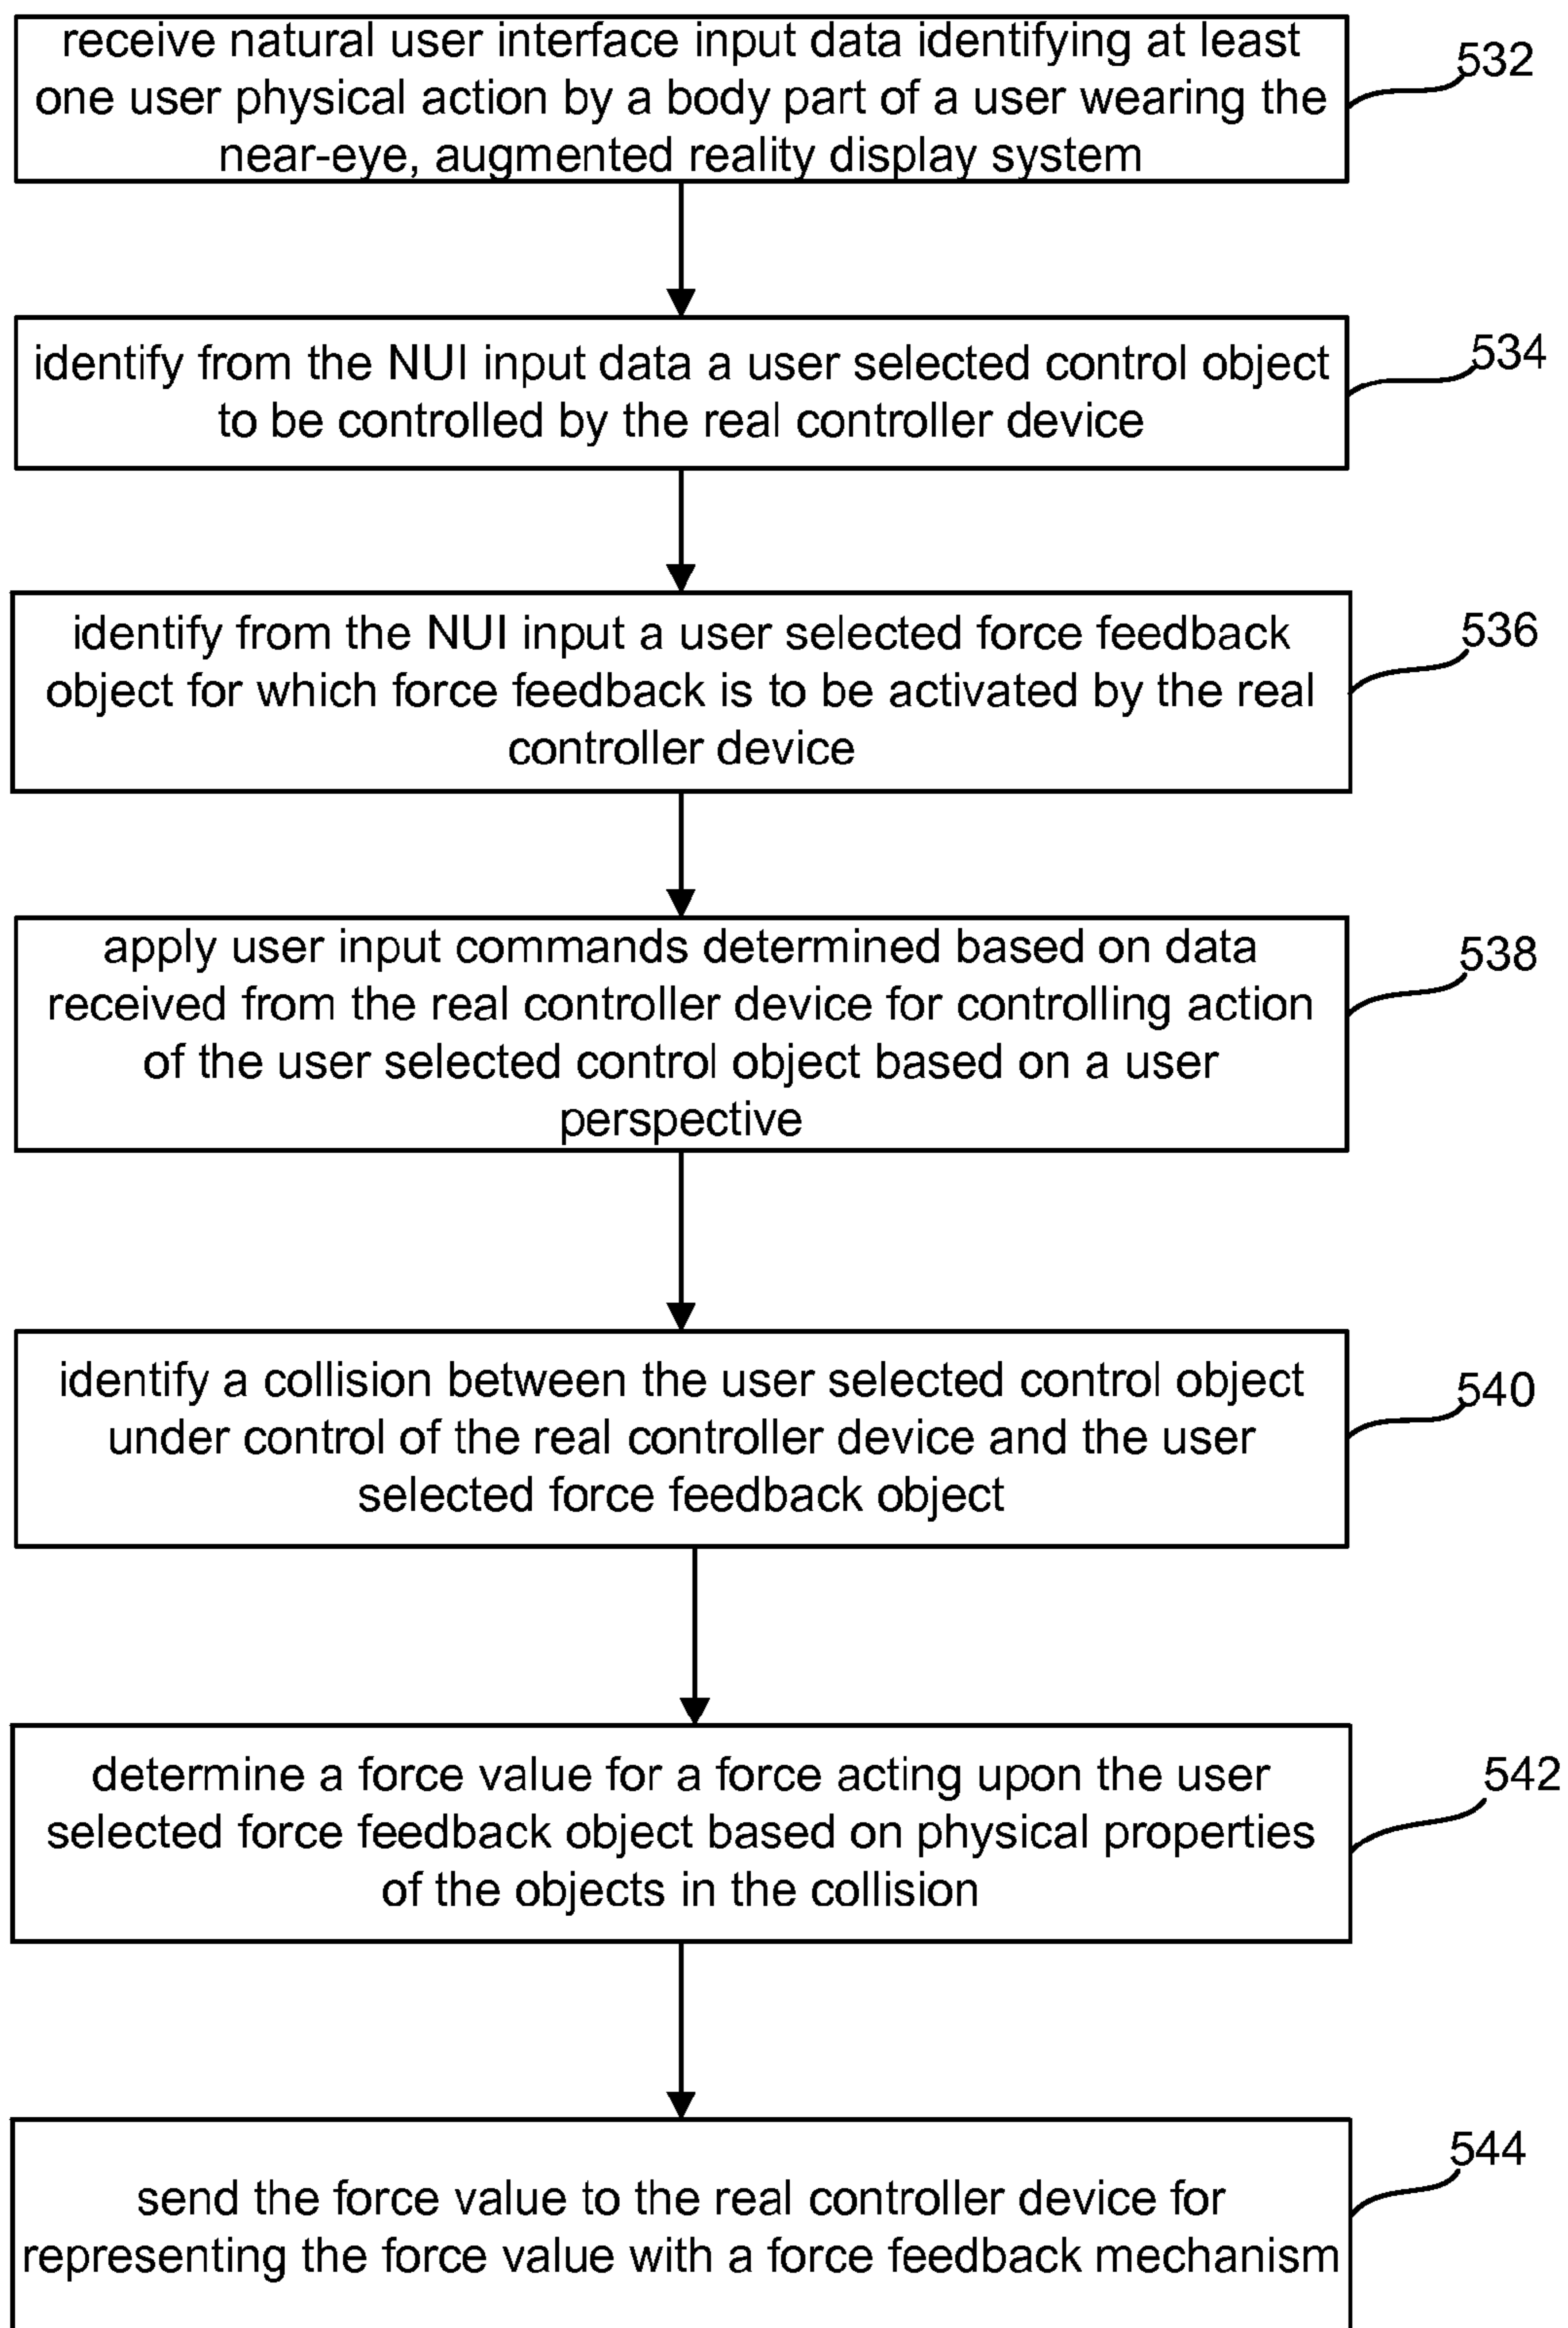 receive natural user interface input data identifying at least
one user physical action by a body part of a user wearing the
near-eye, augmented reality display system
532
identify from the NUI input data a user selected control object
to be controlled by the real controller device
534
identify from the NUI input a user selected force feedback
object for which force feedback is to be activated by the real
controller device
536
apply user input commands determined based on data
received from the real controller device for controlling action
of the user selected control object based on a user
perspective
538
identify a collision between the user selected control object
under control of the real controller device and the user
selected force feedback object
540
determine a force value for a force acting upon the user
selected force feedback object based on physical properties
of the objects in the collision
542
send the force value to the real controller device for
representing the force value with a force feedback mechanism
544